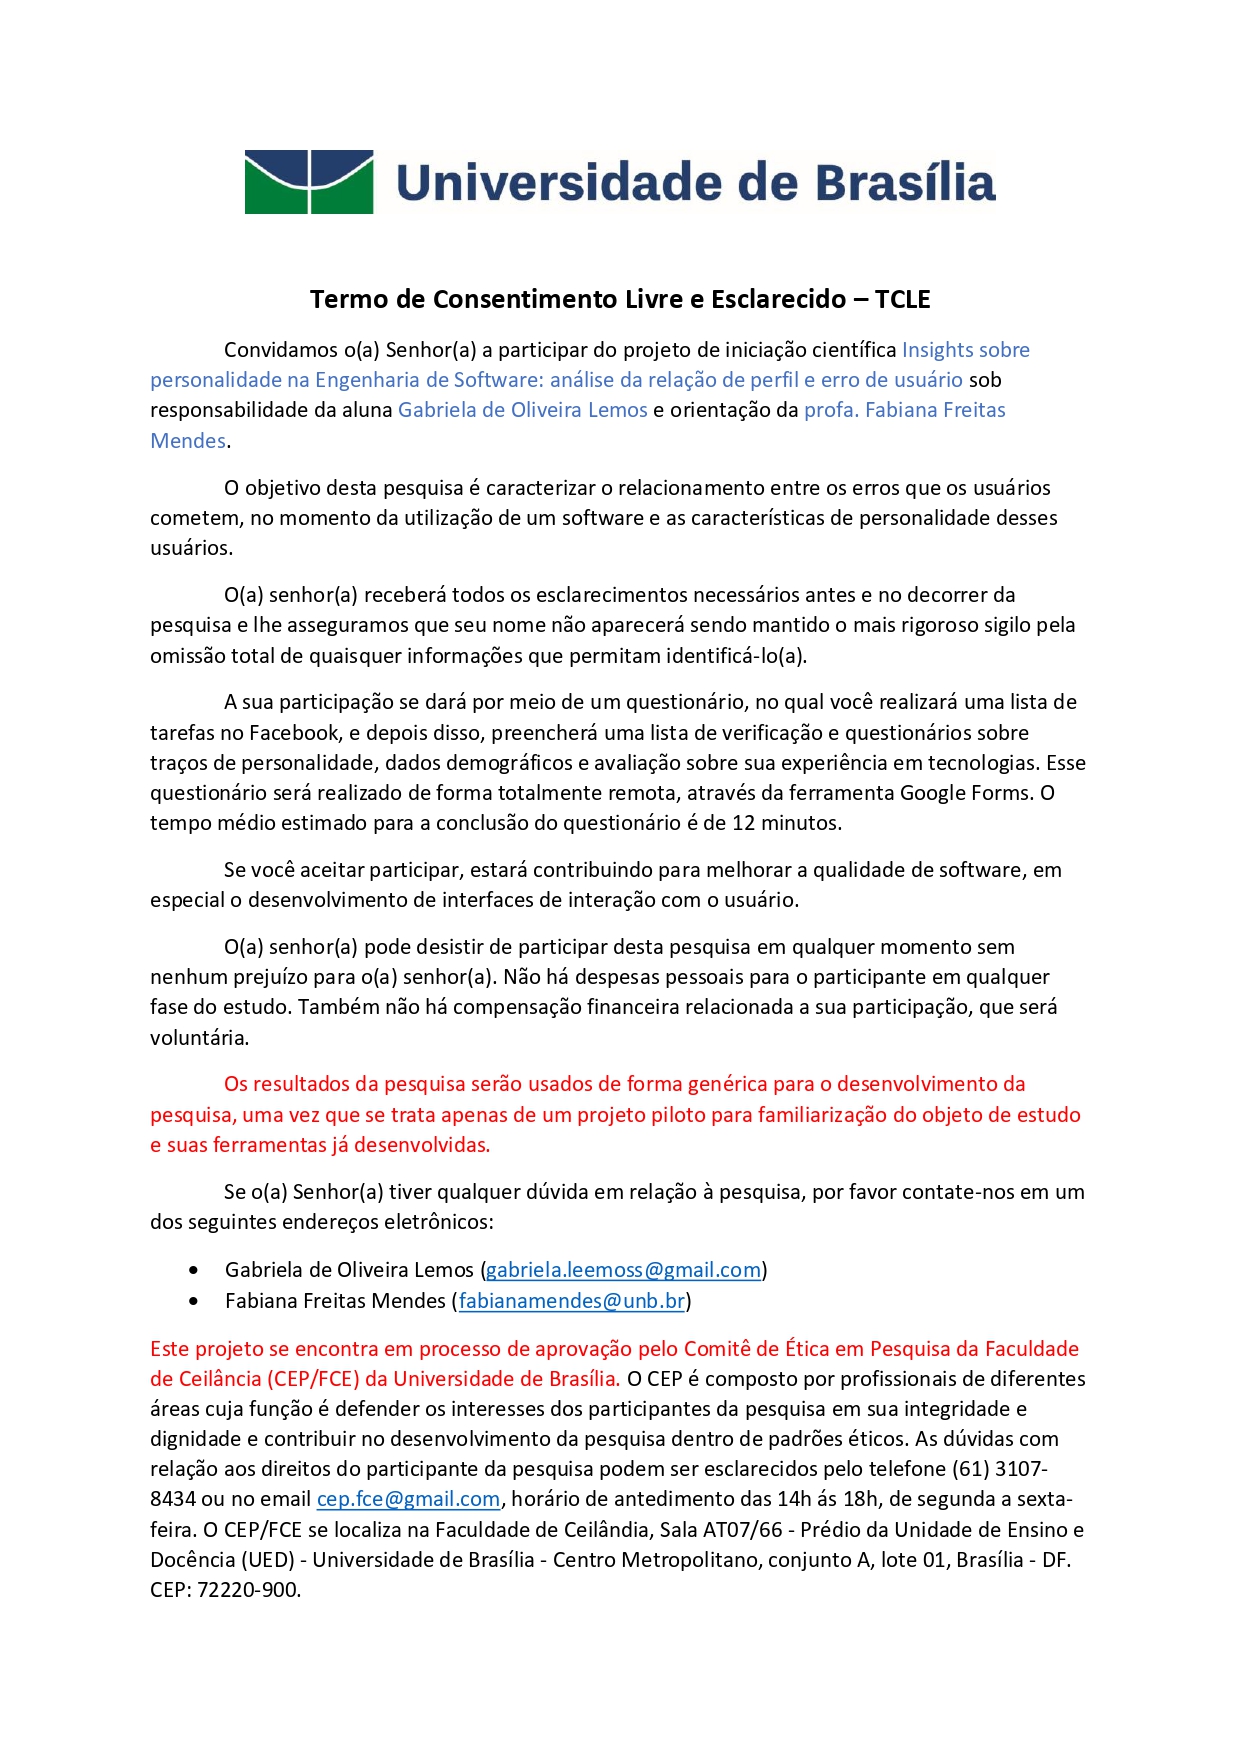 Universidade de Brasília
Termo de Consentimento Livre e Esclarecido – TCLE
Convidamos o(a) Senhor(a) a participar do projeto de iniciação científica Insights sobre
personalidade na Engenharia de Software: análise da relação de perfil e erro de usuário sob
responsabilidade da aluna Gabriela de Oliveira Lemos e orientação da profa. Fabiana Freitas
Mendes.
O objetivo desta pesquisa é caracterizar o relacionamento entre os erros que os usuários
cometem, no momento da utilização de um software e as características de personalidade desses
usuários.
O(a) senhor(a) receberá todos os esclarecimentos necessários antes e no decorrer da
pesquisa e lhe asseguramos que seu nome não aparecerá sendo mantido o mais rigoroso sigilo pela
omissão total de quaisquer informações que permitam identificá-lo(a).
A sua participação se dará por meio de um questionário, no qual você realizará uma lista de
tarefas no Facebook, e depois disso, preencherá uma lista de verificação e questionários sobre
traços de personalidade, dados demográficos e avaliação sobre sua experiência em tecnologias. Esse
questionário será realizado de forma totalmente remota, através da ferramenta Google Forms. O
tempo médio estimado para a conclusão do questionário é de 12 minutos.
Se você aceitar participar, estará contribuindo para melhorar a qualidade de software, em
especial o desenvolvimento de interfaces de interação com o usuário.
O(a) senhor(a) pode desistir de participar desta pesquisa em qualquer momento sem
nenhum prejuízo para o(a) senhor(a). Não há despesas pessoais para o participante em qualquer
fase do estudo. Também não há compensação financeira relacionada a sua participação, que será
voluntária.
Os resultados da pesquisa serão usados de forma genérica para o desenvolvimento da
pesquisa, uma vez que se trata apenas de um projeto piloto para familiarização do objeto de estudo
e suas ferramentas já desenvolvidas.
Se o(a) Senhor(a) tiver qualquer dúvida em relação à pesquisa, por favor contate-nos em um
dos seguintes endereços eletrônicos:
• Gabriela de Oliveira Lemos (gabriela.leemoss@gmail.com)
• Fabiana Freitas Mendes (fabianamendes@unb.br)
Este projeto se encontra em processo de aprovação pelo Comitê de Ética em Pesquisa da Faculdade
de Ceilância (CEP/FCE) da Universidade de Brasília. O CEP é composto por profissionais de diferentes
áreas cuja função é defender os interesses dos participantes da pesquisa em sua integridade e
dignidade e contribuir no desenvolvimento da pesquisa dentro de padrões éticos. As dúvidas com
relação aos direitos do participante da pesquisa podem ser esclarecidos pelo telefone (61) 3107-
8434 ou no email cep.fce@gmail.com, horário de antedimento das 14h ás 18h, de segunda a sexta-
feira. O CEP/FCE se localiza na Faculdade de Ceilândia, Sala AT07/66 - Prédio da Unidade de Ensino e
Docência (UED) - Universidade de Brasília - Centro Metropolitano, conjunto A, lote 01, Brasília - DF.
CEP: 72220-900.